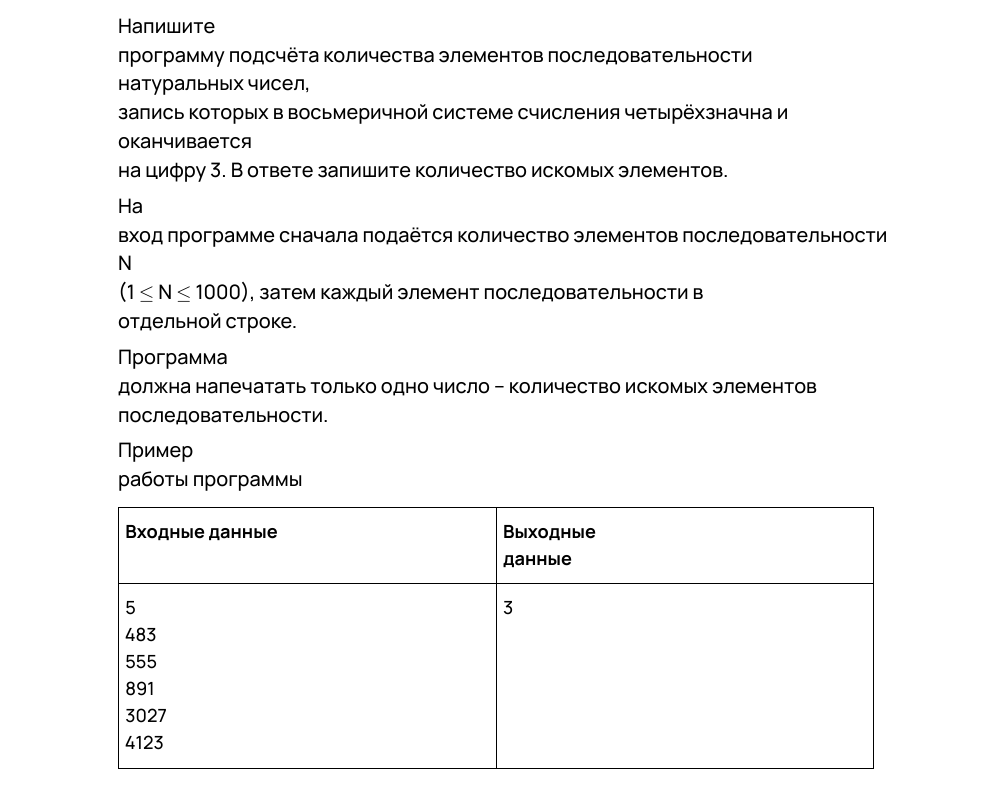 Напишите
программу подсчёта количества элементов последовательности
натуральных чисел,
запись которых в восьмеричной системе счисления четырёхзначна и
оканчивается
на цифру 3. В ответе запишите количество искомых элементов.
На
вход программе сначала подаётся количество элементов последовательности
N
(1 ≤ N ≤ 1000), затем каждый элемент последовательности в
отдельной строке.
Программа
должна напечатать только одно число – количество искомых элементов
последовательности.
Пример
работы программы
Входные данные
Выходные
данные
5
483
555
891
3027
4123
3